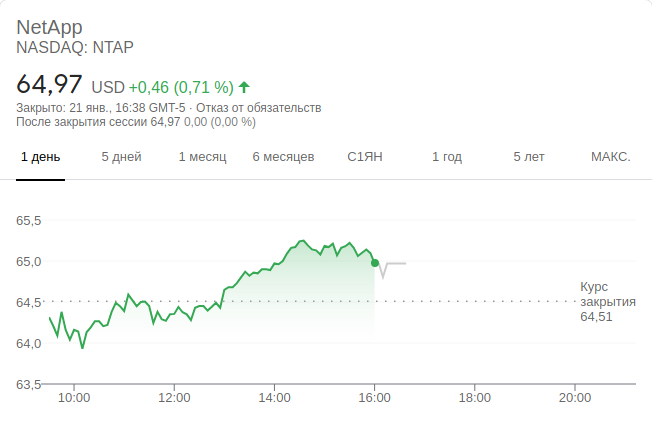 NetApp
NASDAQ: NTAP
64,97 USD +0,46 (0,71 %)
Закрыто: 21 янв., 16:38 GMT-5 · Отказ от обязательств
После закрытия сессии 64,97 0,00 (0,00 %)
1 день 5 дней 1 месяц 6 месяцев С1ЯН 1 год 5 лет МАКС.
65,5
65,0
64,5
64,0
63,5
Курс
закрытия
64,51
10:00 12:00 14:00 16:00 18:00 20:00